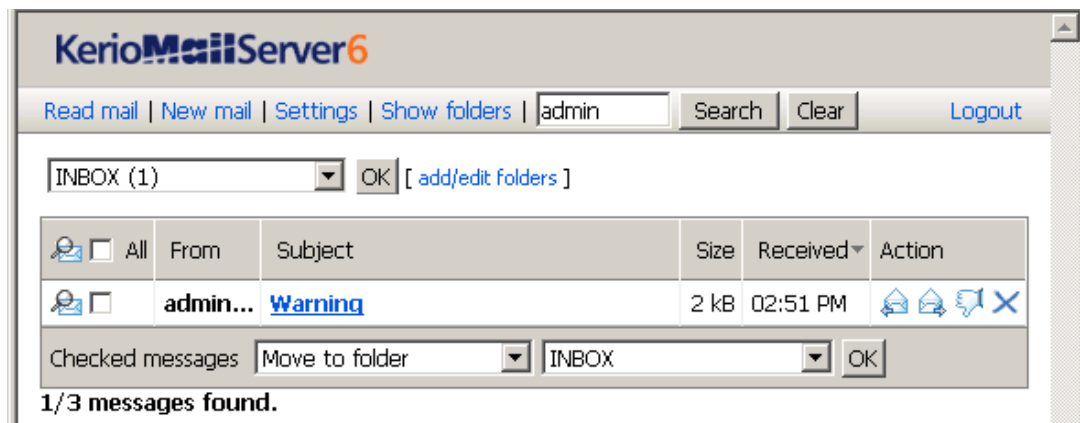 KerioMailServer6
Read mail | New mail | Settings | Show folders | admin Search Clear Logout
INBOX (1) OK [ add/edit folders ]
All From Subject Size Received Action
admin... Warning 2 kB 02:51 PM
Checked messages Move to folder INBOX OK
1/3 messages found.